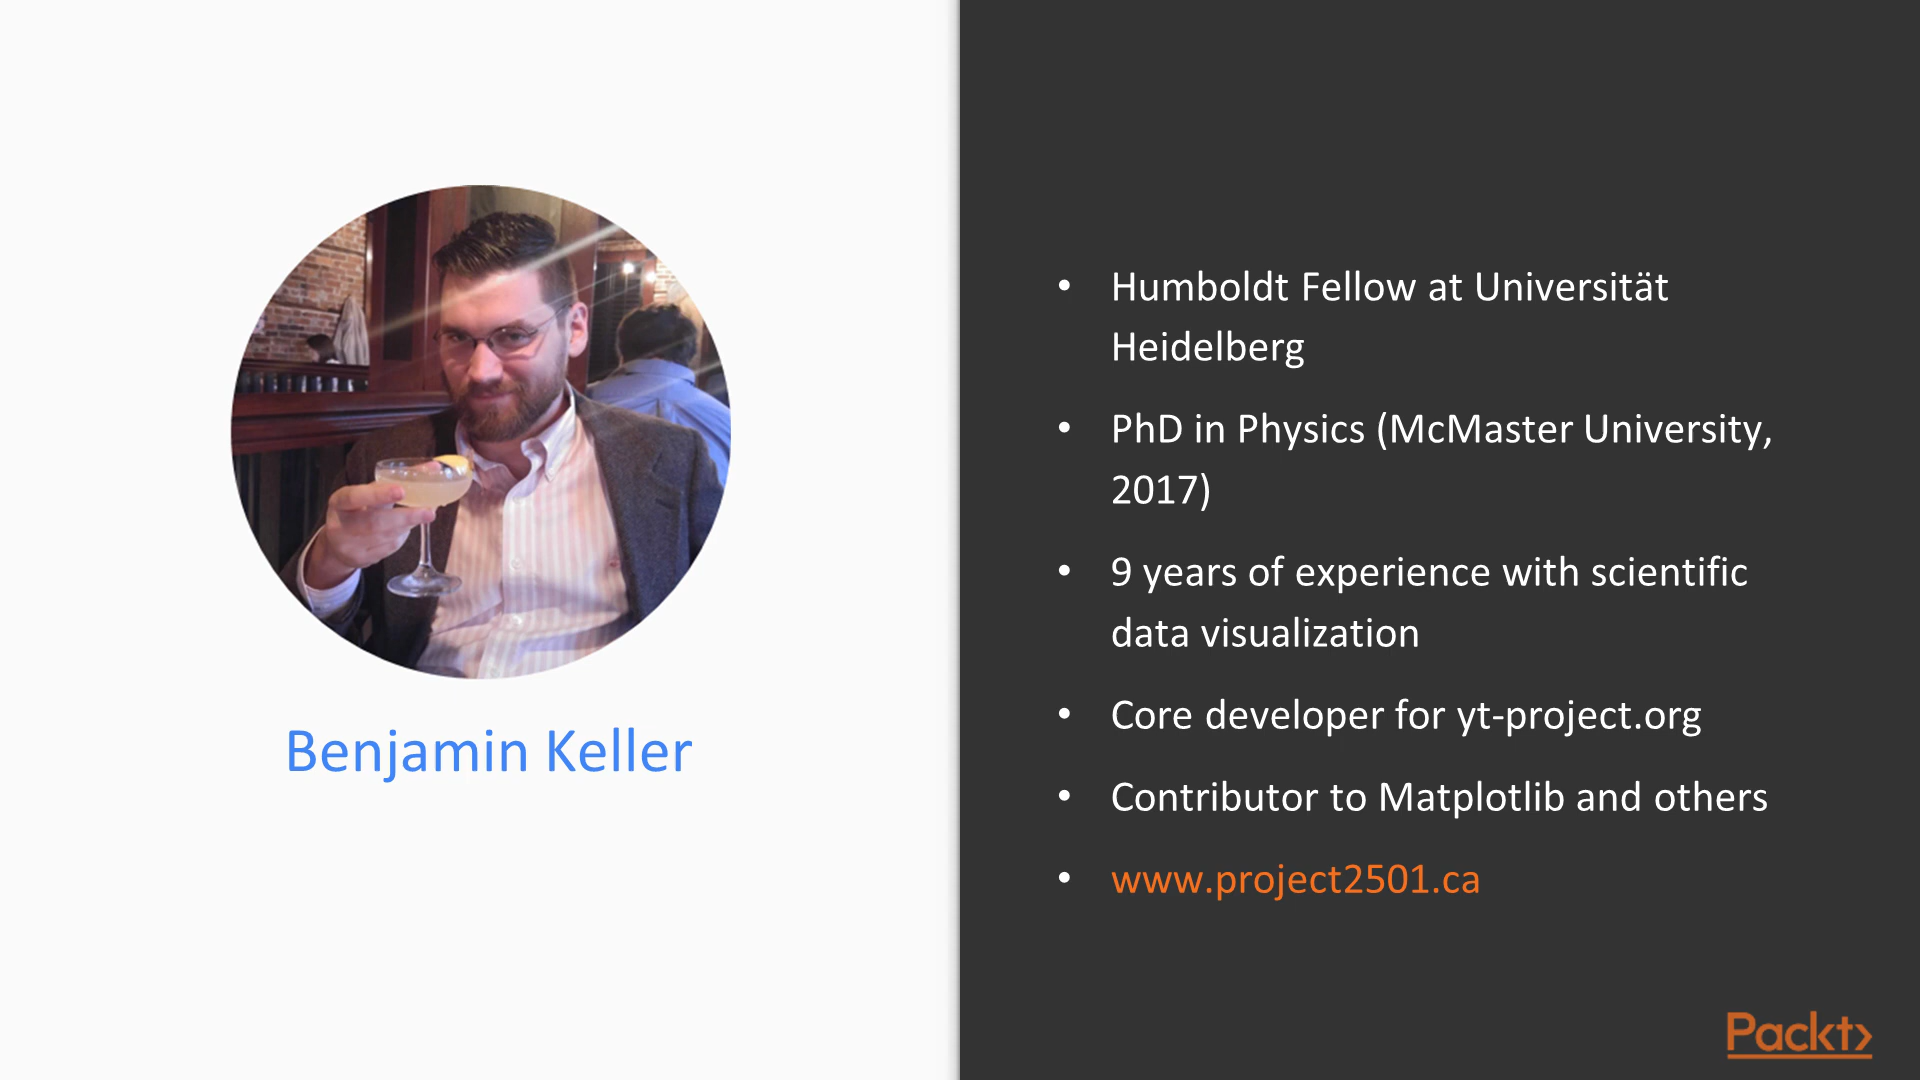 Benjamin Keller
• Humboldt Fellow at Universität
Heidelberg
• PhD in Physics (McMaster University,
2017)
• 9 years of experience with scientific
data visualization
• Core developer for yt-project.org
• Contributor to Matplotlib and others
• www.project2501.ca
Packt>